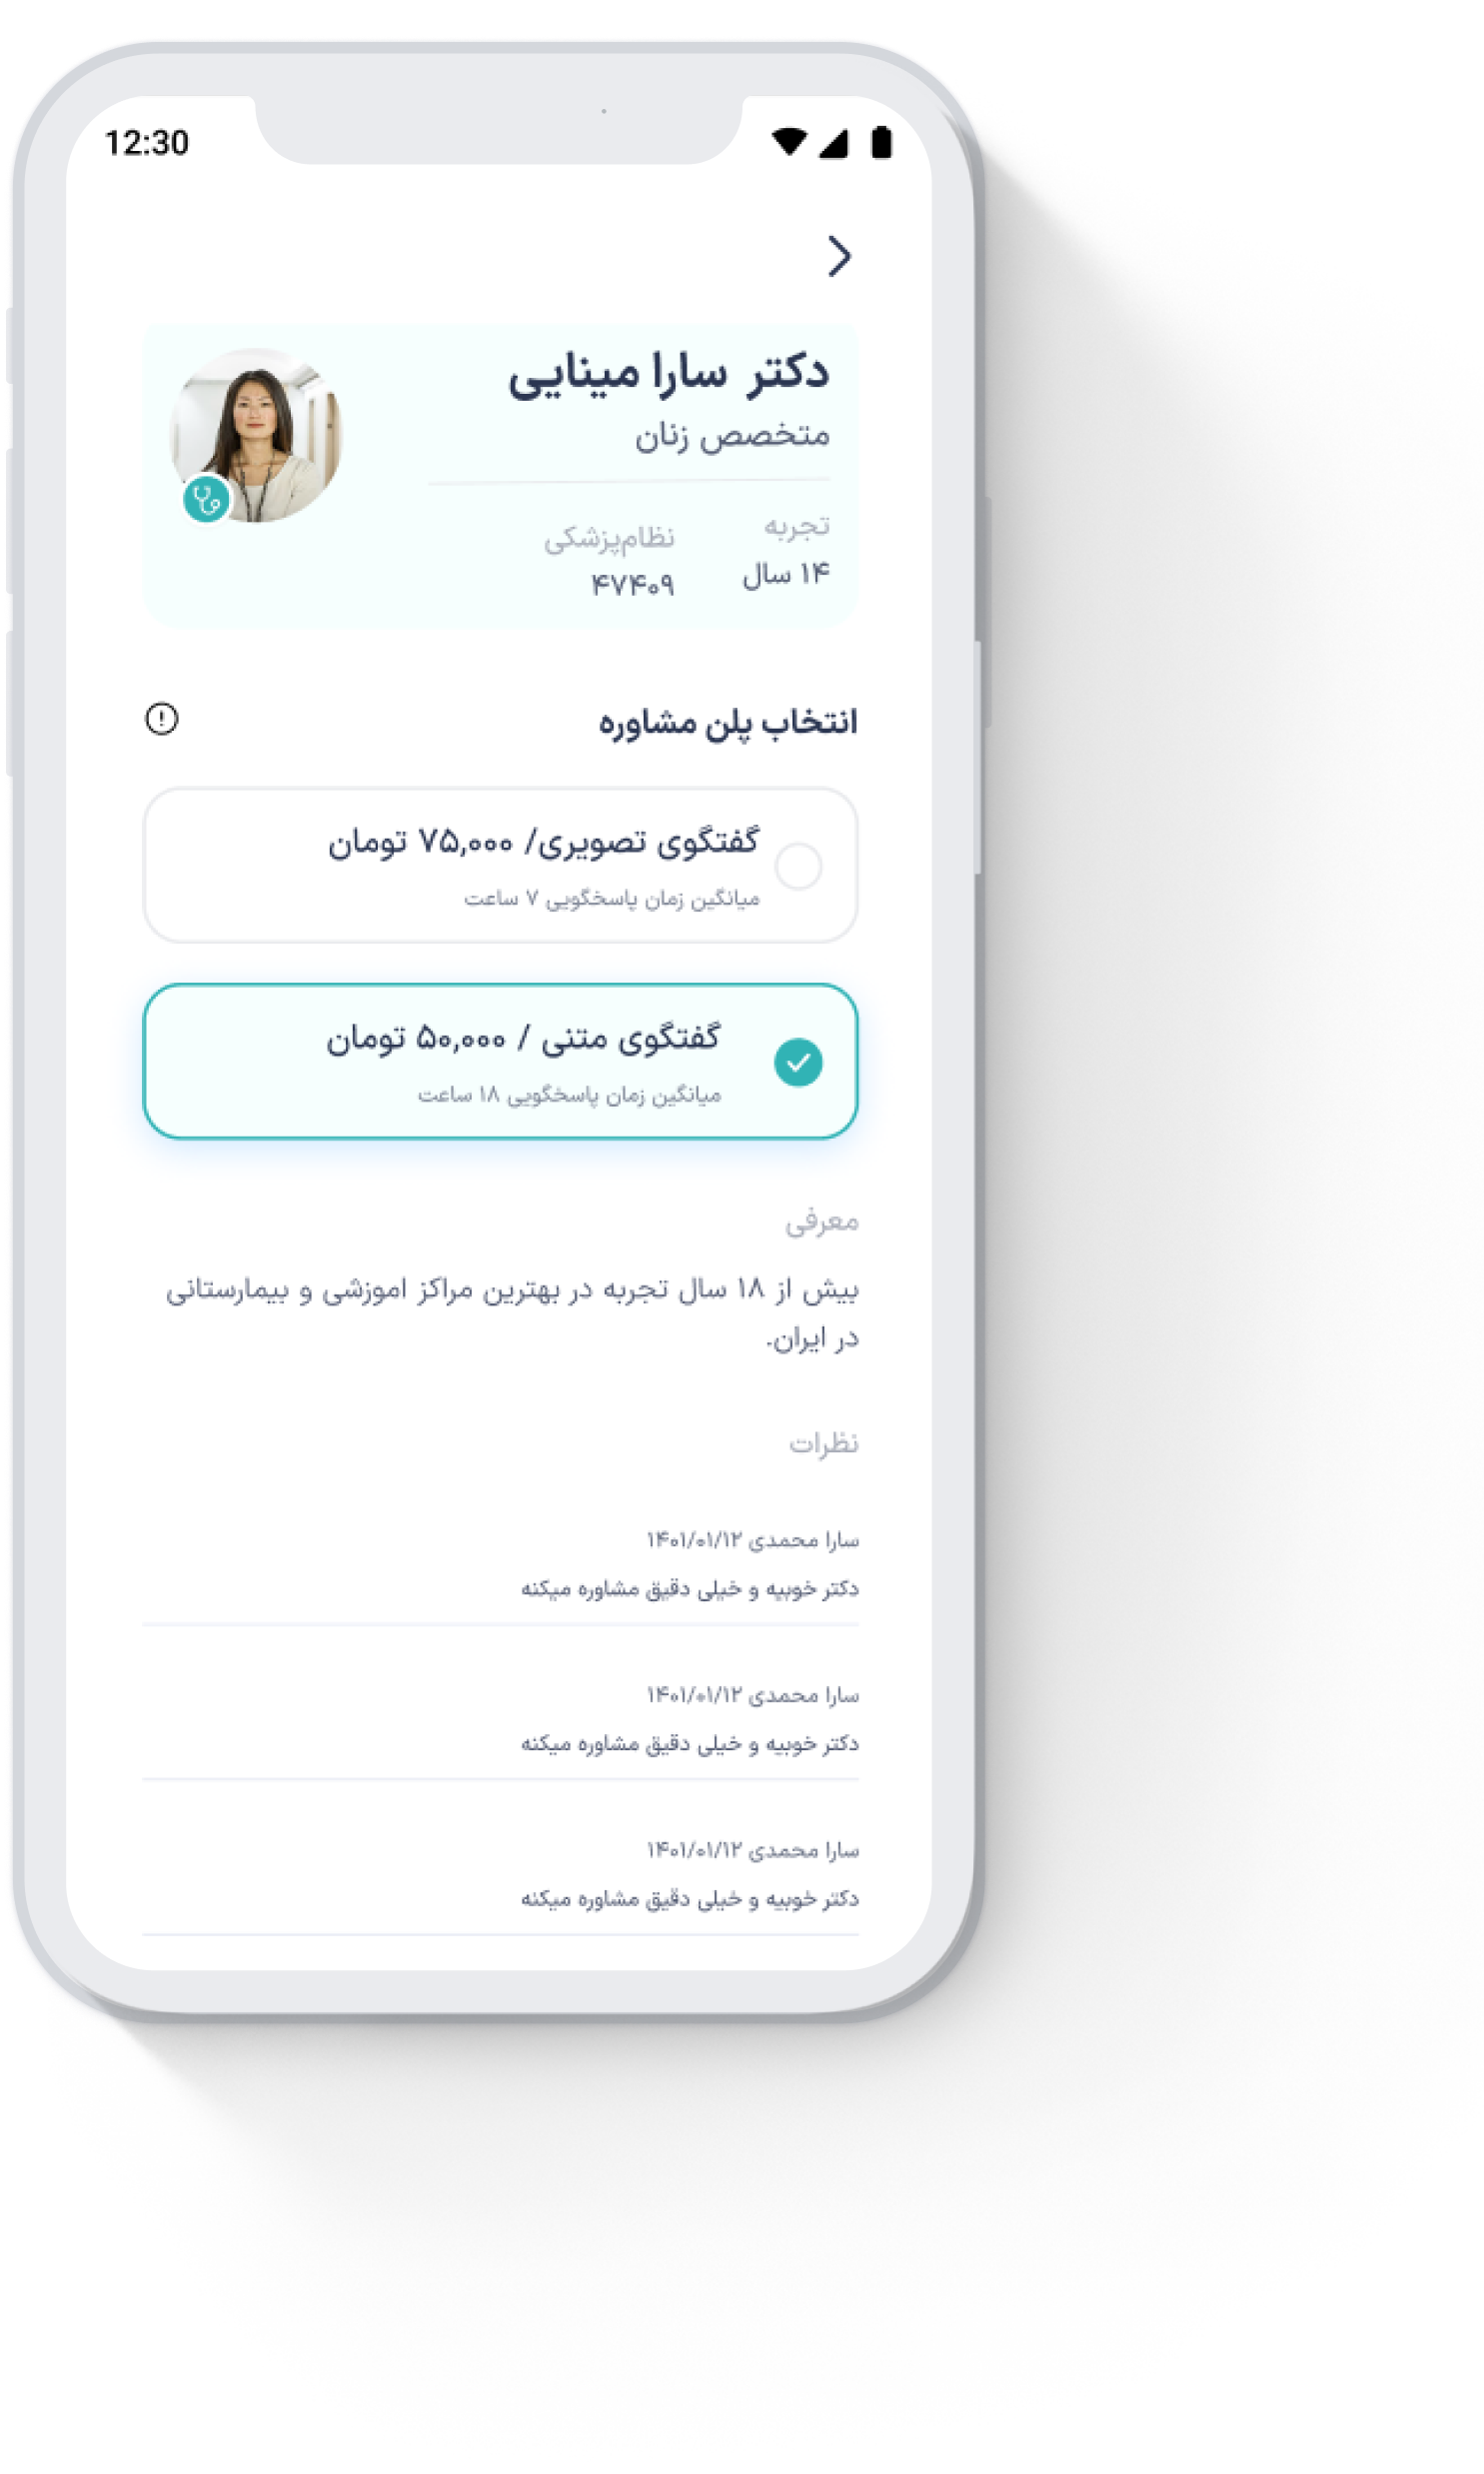 12:30
دکتر سارا مینایی
متخصص زنان
تجربه
۱۴ سال
نظام‌پزشکی
۴۷۴۰۹
انتخاب پلن مشاوره
گفتگوی تصویری/ ۷۵,۰۰۰ تومان
میانگین زمان پاسخگویی ۷ ساعت
گفتگوی متنی / ۵۰,۰۰۰ تومان
میانگین زمان پاسخگویی ۱۸ ساعت
معرفی
بیش از ۱۸ سال تجربه در بهترین مراکز اموزشی و بیمارستانی
در ایران.
نظرات
سارا محمدی ۱۴۰۱/۰۱/۱۲
دکتر خوبیه و خیلی دقیق مشاوره میکنه
سارا محمدی ۱۴۰۱/۰۱/۱۲
دکتر خوبیه و خیلی دقیق مشاوره میکنه
سارا محمدی ۱۴۰۱/۰۱/۱۲
دکتر خوبیه و خیلی دقیق مشاوره میکنه